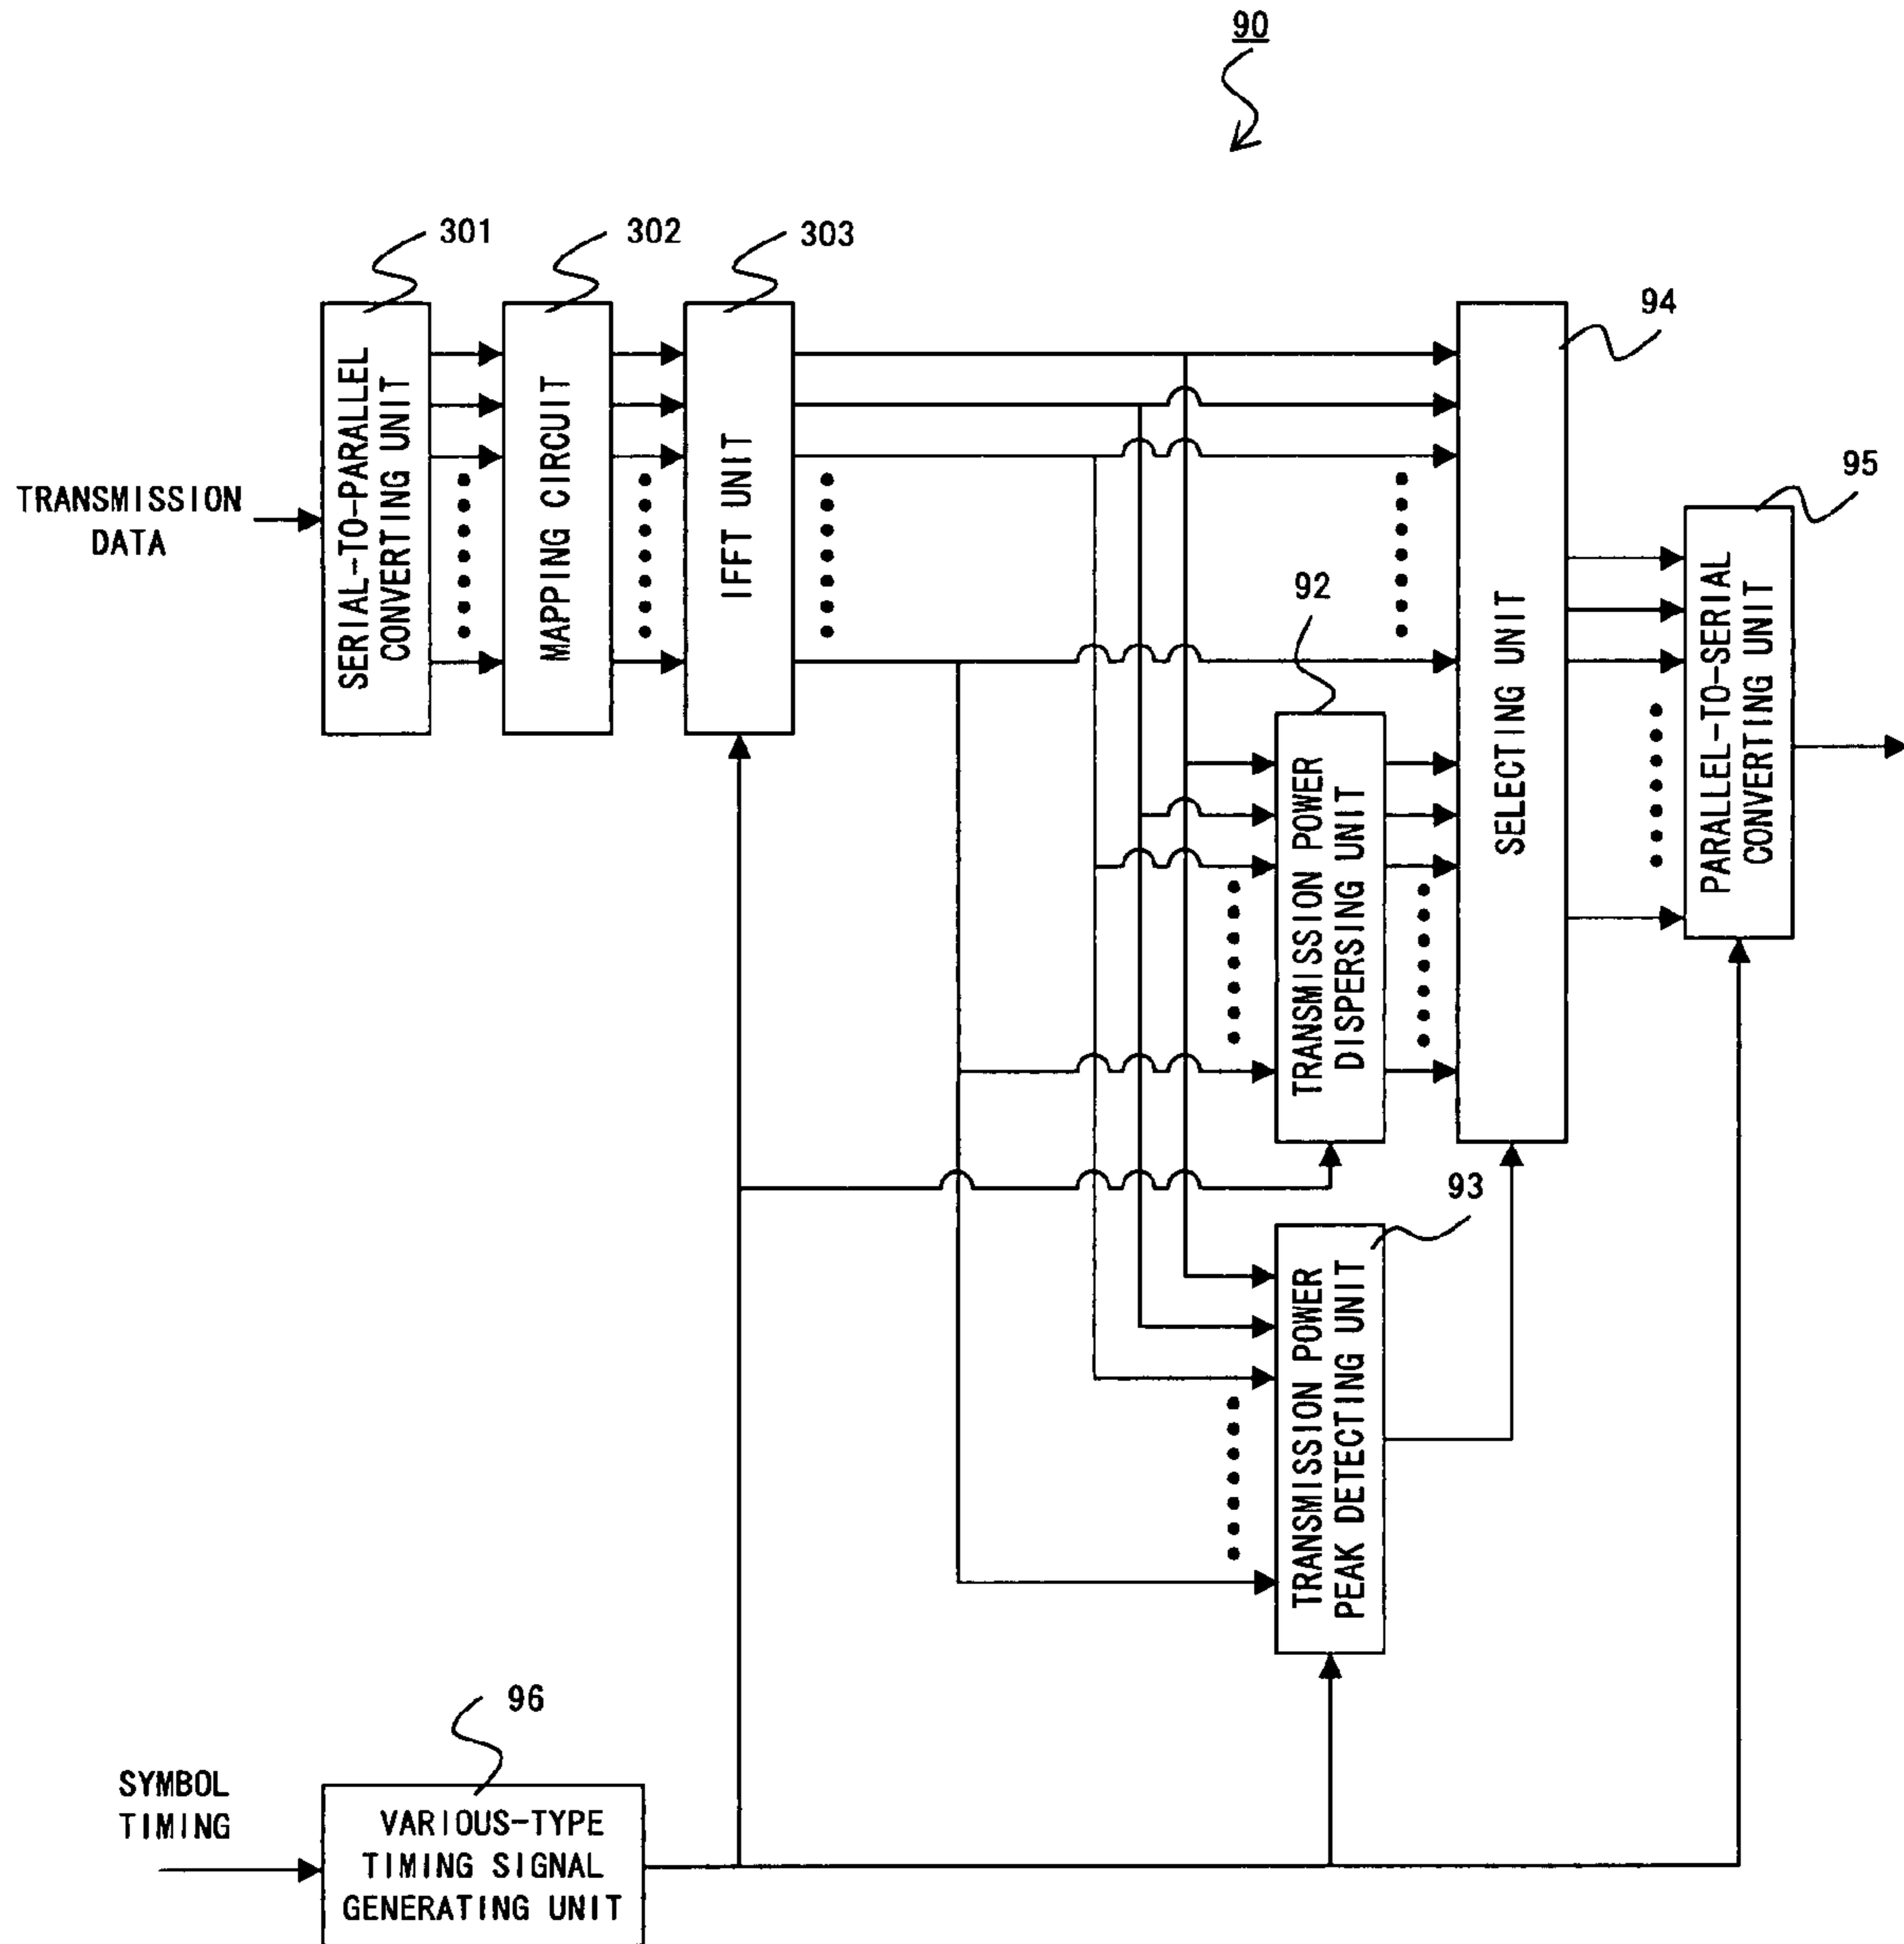 90
301
302
303
94
95
92
93
96
TRANSMISSION
DATA
SERIAL-TO-PARALLEL
CONVERTING UNIT
MAPPING CIRCUIT
IFFT UNIT
TRANSMISSION POWER
DISPERSING UNIT
TRANSMISSION POWER
PEAK DETECTING UNIT
SELECTING UNIT
PARALLEL-TO-SERIAL
CONVERTING UNIT
SYMBOL
TIMING
VARIOUS-TYPE
TIMING SIGNAL
GENERATING UNIT